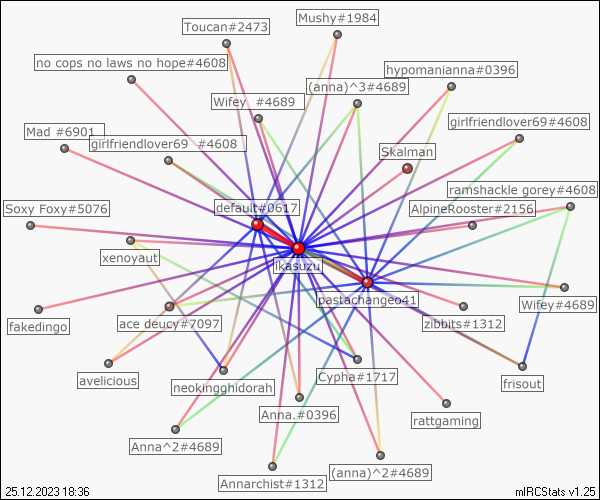 Mushy#1984
Toucan#2473
no cops no laws no hope#4608
hypomanianna#0396
(anna)^3#4689
Wifey #4689
girlfriendlover69#4608
Mad #6901
girlfriendlover69 #4608
Skalman
ramshackle gorey#4608
default#0617
Soxy Foxy#5076
AlpineRooster#2156
xenoyaut
ikasuzu
pastachangeo41
Wifey#4689
fakedingo
ace deucy#7097
zibbits#1312
avelicious
neokingghidorah
Cypha#1717
frisout
Anna.#0396
rattgaming
Anna^2#4689
(anna)^2#4689
Annarchist#1312
25.12.2023 18:36
mIRCStats v1.25